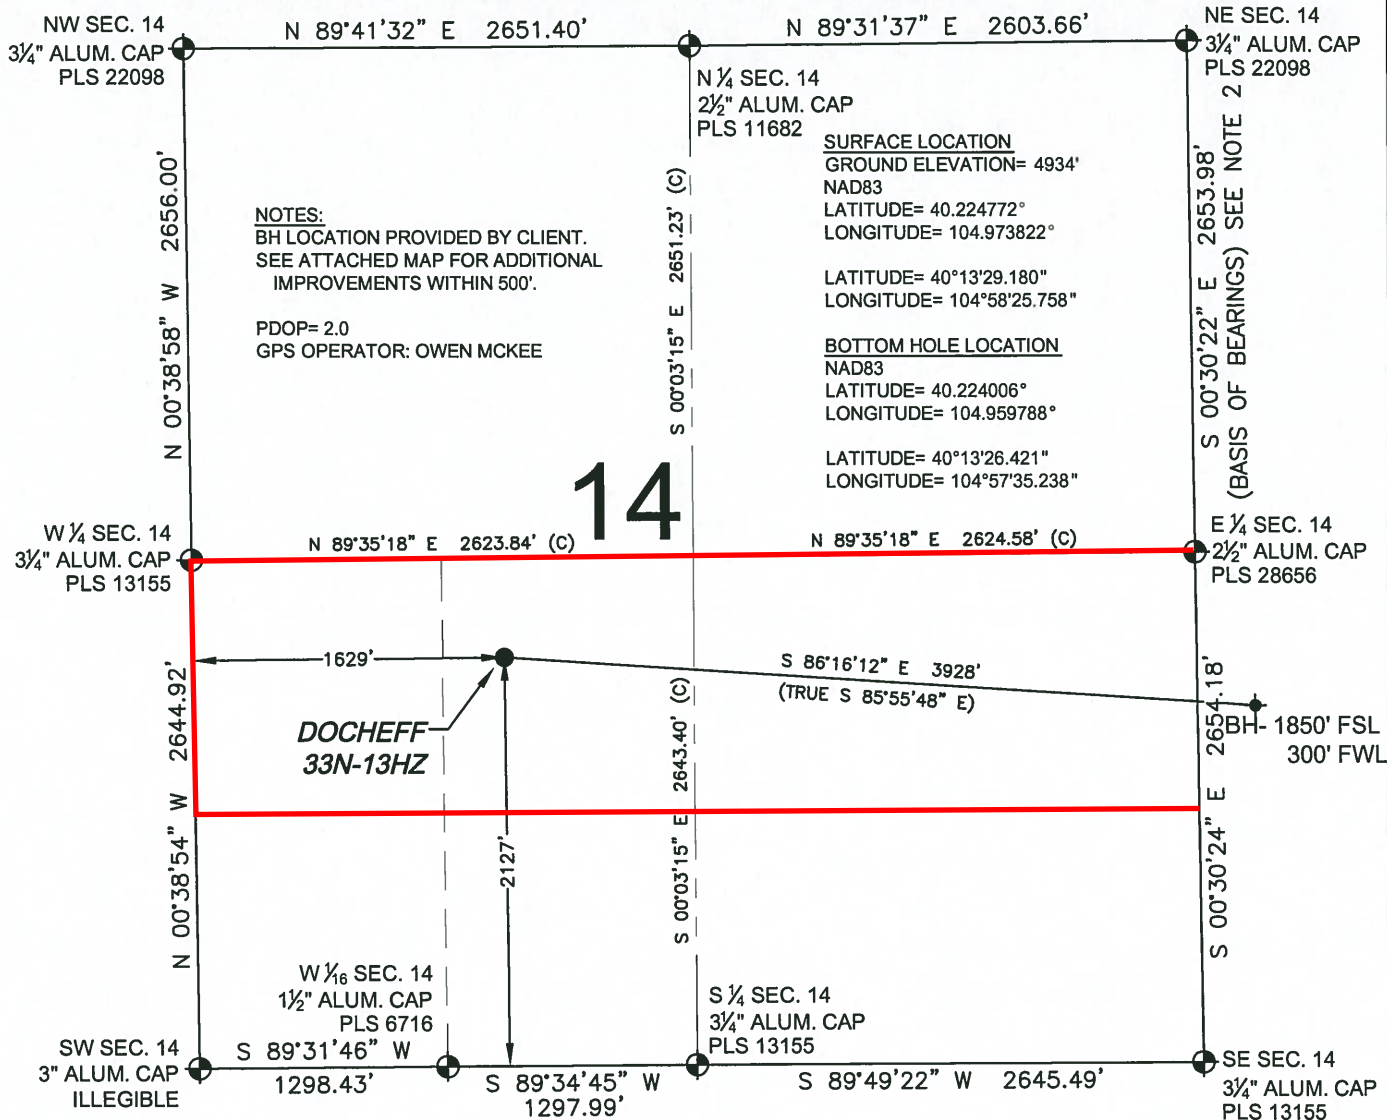 NW SEC. 14
3¼" ALUM. CAP
PLS 22098
N 89°41'32" E 2651.40'
N 89°31'37" E 2603.66'
NE SEC. 14
3¼" ALUM. CAP
PLS 22098
N ¼ SEC. 14
2½" ALUM. CAP
PLS 11682
N 00°38'58" W 2656.00'
NOTES:
BH LOCATION PROVIDED BY CLIENT.
SEE ATTACHED MAP FOR ADDITIONAL
IMPROVEMENTS WITHIN 500'.
PDOP= 2.0
GPS OPERATOR: OWEN MCKEE
S 00°03'15" E 2651.23' (C)
SURFACE LOCATION
GROUND ELEVATION= 4934'
NAD83
LATITUDE= 40.224772°
LONGITUDE= 104.973822°
LATITUDE= 40°13'29.180"
LONGITUDE= 104°58'25.758"
BOTTOM HOLE LOCATION
NAD83
LATITUDE= 40.224006°
LONGITUDE= 104.959788°
LATITUDE= 40°13'26.421"
LONGITUDE= 104°57'35.238"
S 00°30'22" E 2653.98'
(BASIS OF BEARINGS) SEE NOTE 2
14
W ¼ SEC. 14
3¼" ALUM. CAP
PLS 13155
N 89°35'18" E 2623.84' (C)
N 89°35'18" E 2624.58' (C)
E ¼ SEC. 14
2½" ALUM. CAP
PLS 28656
1629'
S 86°16'12" E 3928'
(TRUE S 85°55'48" E)
DOCHEFF
33N-13HZ
BH- 1850' FSL
300' FWL
N 00°38'54" W 2644.92'
2127'
S 00°03'15" E 2643.40' (C)
S 00°30'24" E 2654.18'
W 1⁄16 SEC. 14
1½" ALUM. CAP
PLS 6716
S ¼ SEC. 14
3¼" ALUM. CAP
PLS 13155
SW SEC. 14
3" ALUM. CAP
ILLEGIBLE
S 89°31'46" W
1298.43'
S 89°34'45" W
1297.99'
S 89°49'22" W 2645.49'
SE SEC. 14
3¼" ALUM. CAP
PLS 13155